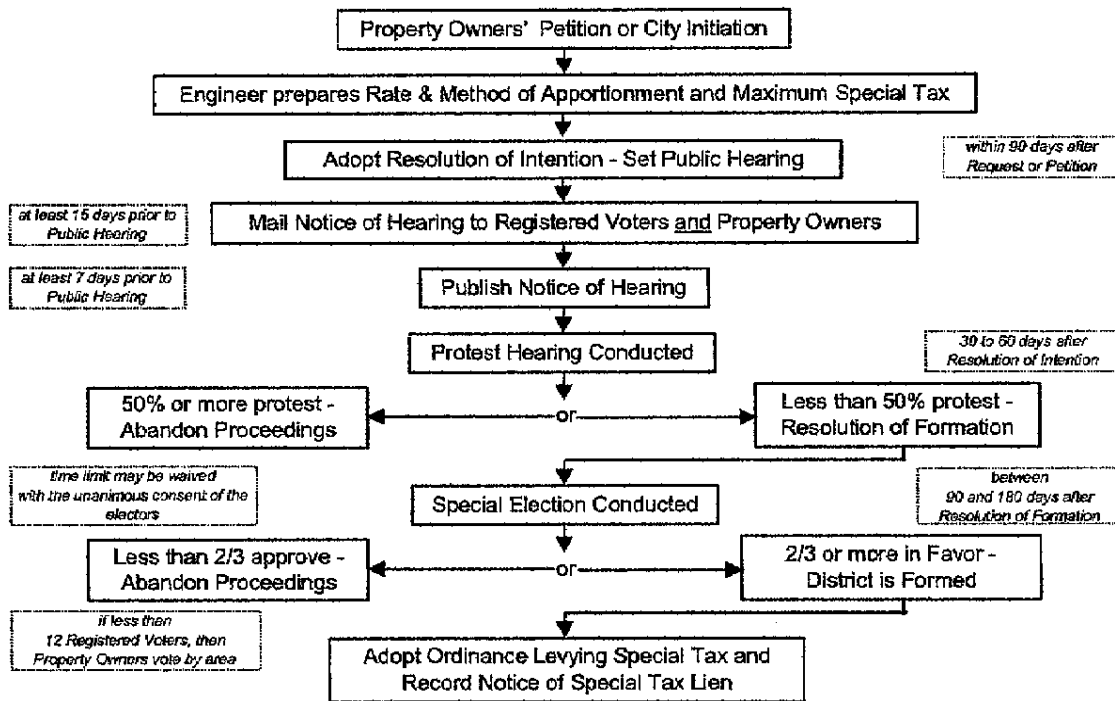 Property Owners' Petition or City Initiation
Engineer prepares Rate & Method of Apportionment and Maximum Special Tax
Adopt Resolution of Intention - Set Public Hearing
within 90 days after
Request or Petition
at least 15 days prior to
Public Hearing
Mail Notice of Hearing to Registered Voters and Property Owners
at least 7 days prior to
Public Hearing
Publish Notice of Hearing
Protest Hearing Conducted
30 to 60 days after
Resolution of Intention
50% or more protest -
Abandon Proceedings
or
Less than 50% protest -
Resolution of Formation
time limit may be waived
with the unanimous consent of the
electors
Special Election Conducted
between
90 and 180 days after
Resolution of Formation
Less than 2/3 approve -
Abandon Proceedings
or
2/3 or more in Favor -
District is Formed
if less than
12 Registered Voters, then
Property Owners vote by area
Adopt Ordinance Levying Special Tax and
Record Notice of Special Tax Lien